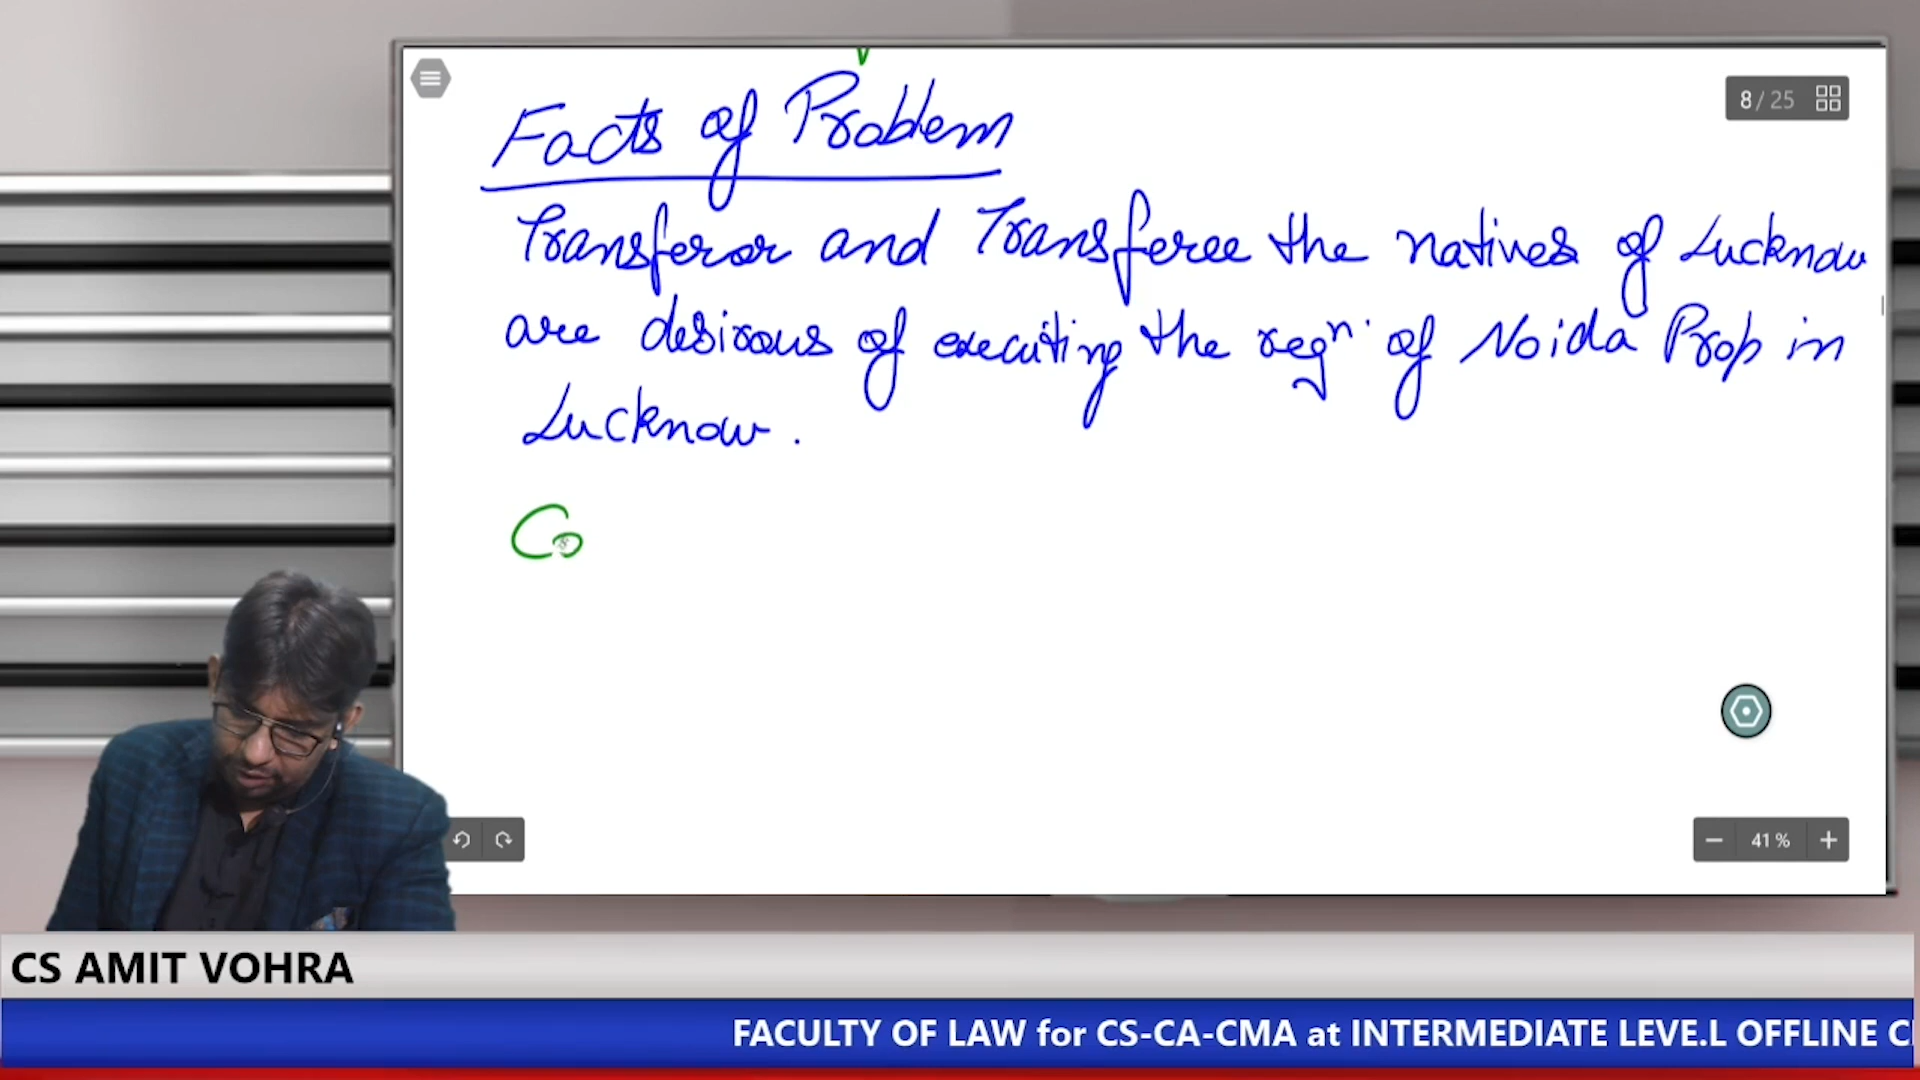 Facts of Problem
8 / 25
Transferor and Transferee the natives of Lucknow
are desirous of executing the regn. of Noida Prop in
Lucknow.
Co
41 %
CS AMIT VOHRA
FACULTY OF LAW for CS-CA-CMA at INTERMEDIATE LEVE.L OFFLINE C